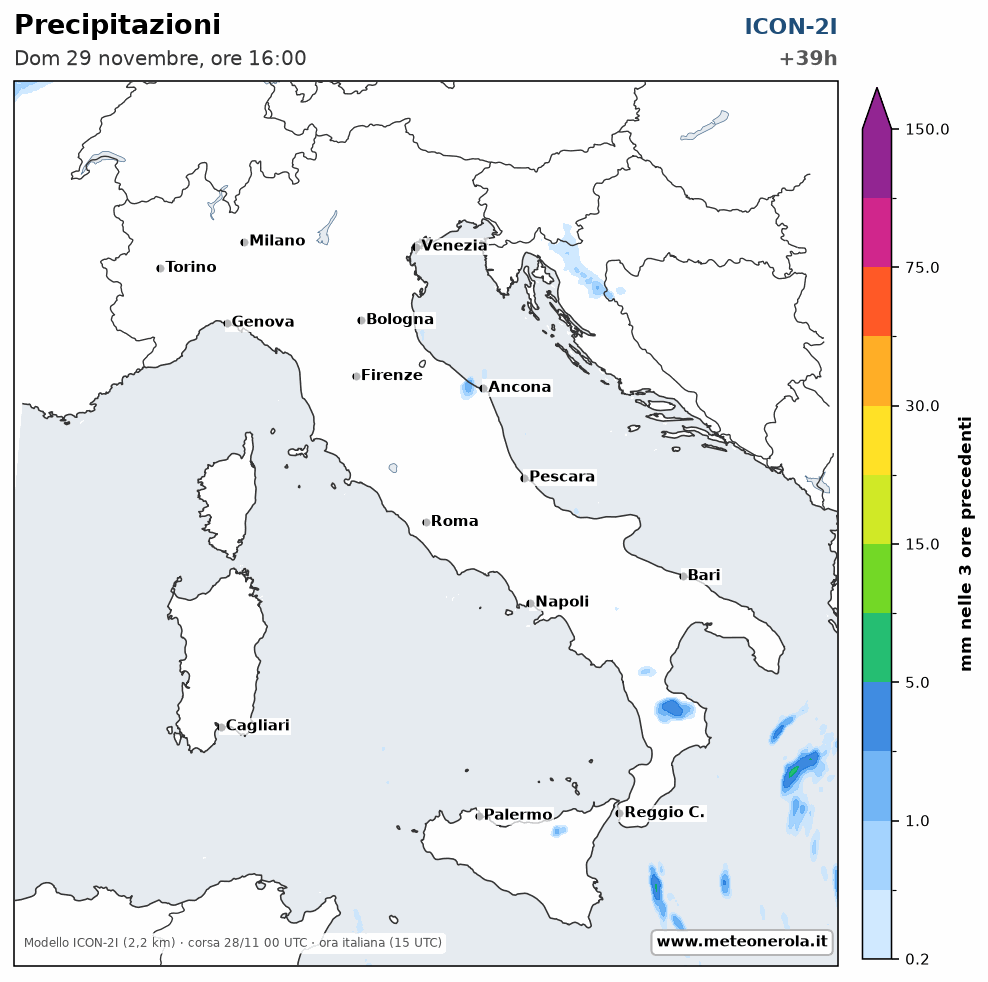 Precipitazioni
ICON-2I
Dom 29 novembre, ore 16:00
+39h
Milano
Venezia
Torino
Genova
Bologna
Firenze
Ancona
Pescara
Roma
Bari
Napoli
Cagliari
Palermo
Reggio C.
150.0
75.0
30.0
15.0
5.0
1.0
0.2
mm nelle 3 ore precedenti
Modello ICON-2I (2,2 km) · corsa 28/11 00 UTC · ora italiana (15 UTC)
www.meteonerola.it